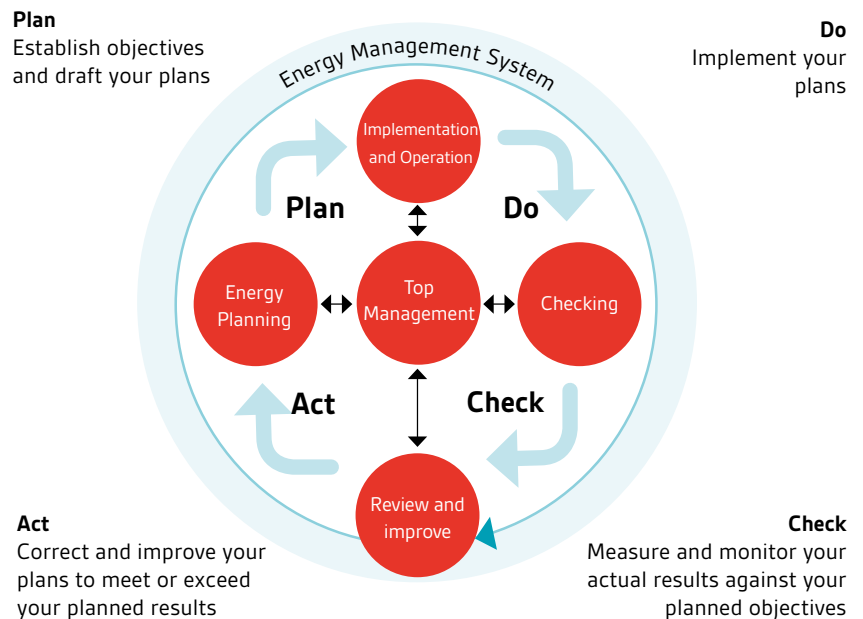 Plan
Establish objectives
and draft your plans
Do
Implement your
plans
Energy Management System
Implementation
and Operation
Plan
Do
Energy
Planning
Top
Management
Checking
Act
Check
Review and
improve
Act
Correct and improve your
plans to meet or exceed
your planned results
Check
Measure and monitor your
actual results against your
planned objectives